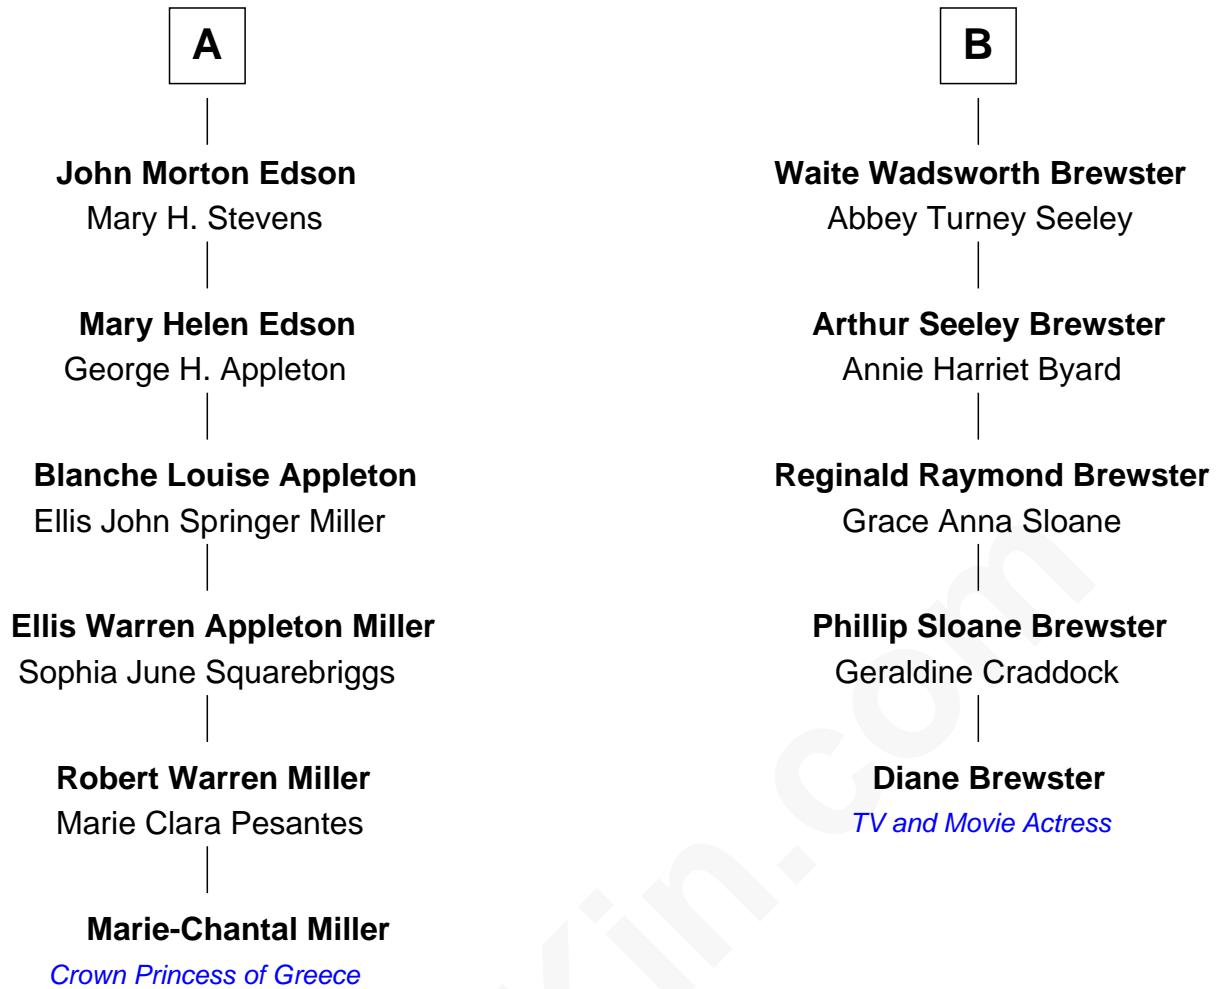 A
John Morton Edson
Mary H. Stevens
Mary Helen Edson
George H. Appleton
Blanche Louise Appleton
Ellis John Springer Miller
Ellis Warren Appleton Miller
Sophia June Squarebriggs
Robert Warren Miller
Marie Clara Pesantes
Marie-Chantal Miller
Crown Princess of Greece
B
Waite Wadsworth Brewster
Abbey Turney Seeley
Arthur Seeley Brewster
Annie Harriet Byard
Reginald Raymond Brewster
Grace Anna Sloane
Phillip Sloane Brewster
Geraldine Craddock
Diane Brewster
TV and Movie Actress
Kin.com